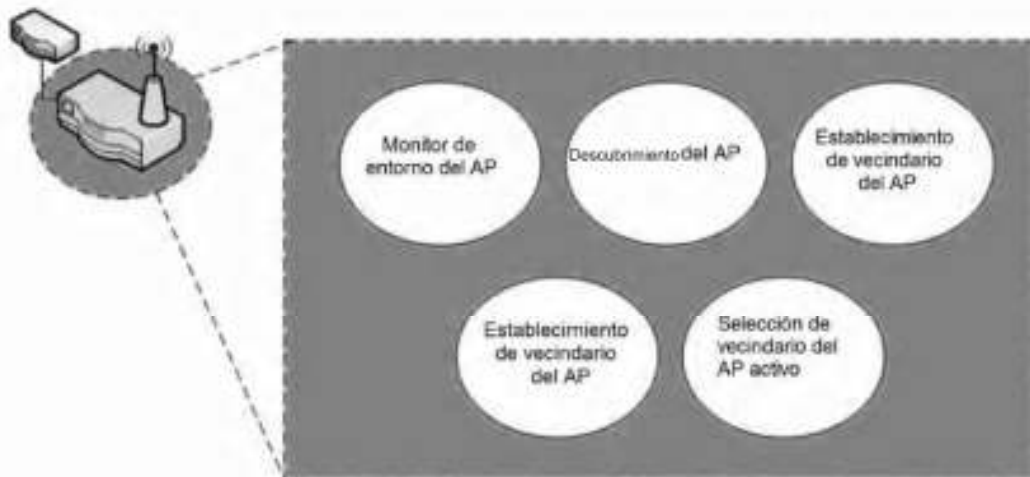 Monitor de
entorno del AP
Descubrimiento del AP
Establecimiento
de vecindario
del AP
Establecimiento
de vecindario
del AP
Selección de
vecindario del
AP activo